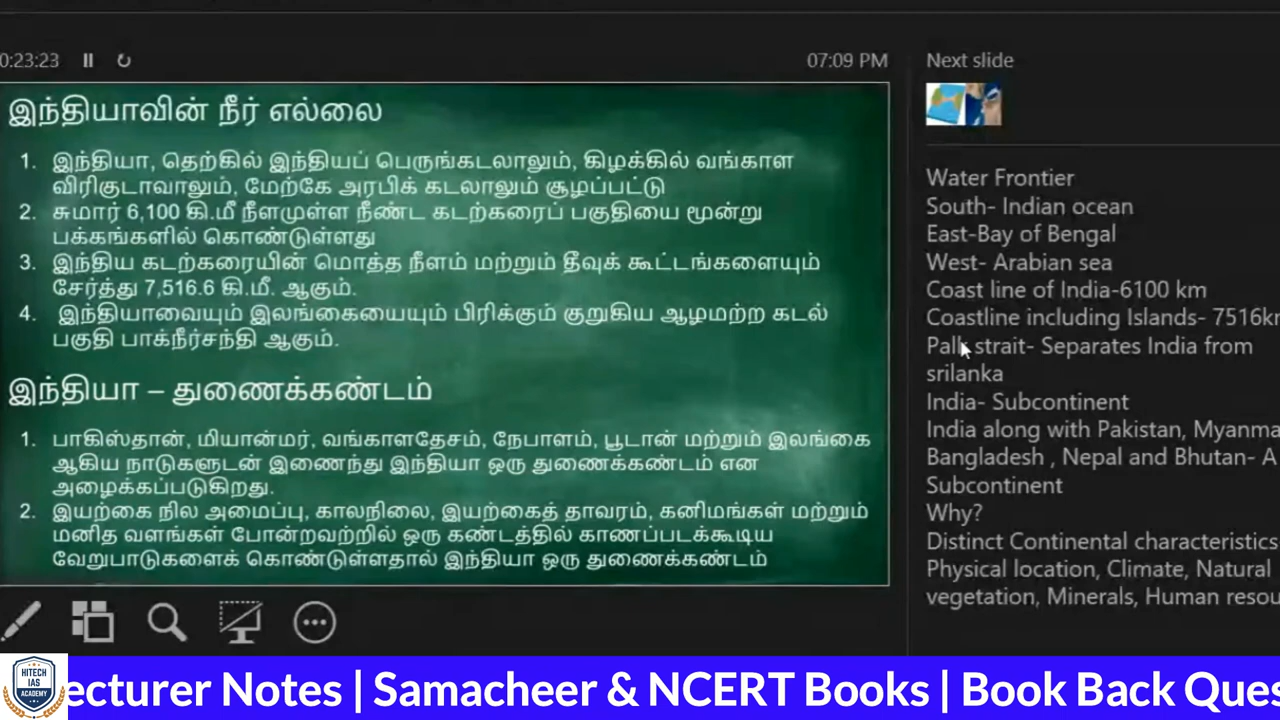 0:23:23
07:09 PM
Next slide
இந்தியாவின் நீர் எல்லை
1. இந்தியா, தெற்கில் இந்தியப் பெருங்கடலாலும், கிழக்கில் வங்காள
விரிகுடாவாலும், மேற்கே அரபிக் கடலாலும் சூழப்பட்டு
2. சுமார் 6,100 கி.மீ நீளமுள்ள நீண்ட கடற்கரைப் பகுதியை மூன்று
பக்கங்களில் கொண்டுள்ளது
3. இந்திய கடற்கரையின் மொத்த நீளம் மற்றும் தீவுக் கூட்டங்களையும்
சேர்த்து 7,516.6 கி.மீ. ஆகும்.
4. இந்தியாவையும் இலங்கையையும் பிரிக்கும் குறுகிய ஆழமற்ற கடல்
பகுதி பாக்நீர்சந்தி ஆகும்.
இந்தியா – துணைக்கண்டம்
1. பாகிஸ்தான், மியான்மர், வங்காளதேசம், நேபாளம், பூடான் மற்றும் இலங்கை
ஆகிய நாடுகளுடன் இணைந்து இந்தியா ஒரு துணைக்கண்டம் என
அழைக்கப்படுகிறது.
2. இயற்கை நில அமைப்பு, காலநிலை, இயற்கைத் தாவரம், கனிமங்கள் மற்றும்
மனித வளங்கள் போன்றவற்றில் ஒரு கண்டத்தில் காணப்படக்கூடிய
வேறுபாடுகளைக் கொண்டுள்ளதால் இந்தியா ஒரு துணைக்கண்டம்
Water Frontier
South- Indian ocean
East-Bay of Bengal
West- Arabian sea
Coast line of India-6100 km
Coastline including Islands- 7516k
Palk strait- Separates India from
srilanka
India- Subcontinent
India along with Pakistan, Myanma
Bangladesh , Nepal and Bhutan- A
Subcontinent
Why?
Distinct Continental characteristics
Physical location, Climate, Natural
vegetation, Minerals, Human resou
HITECH
IAS
ACADEMY
ecturer Notes | Samacheer & NCERT Books | Book Back Ques